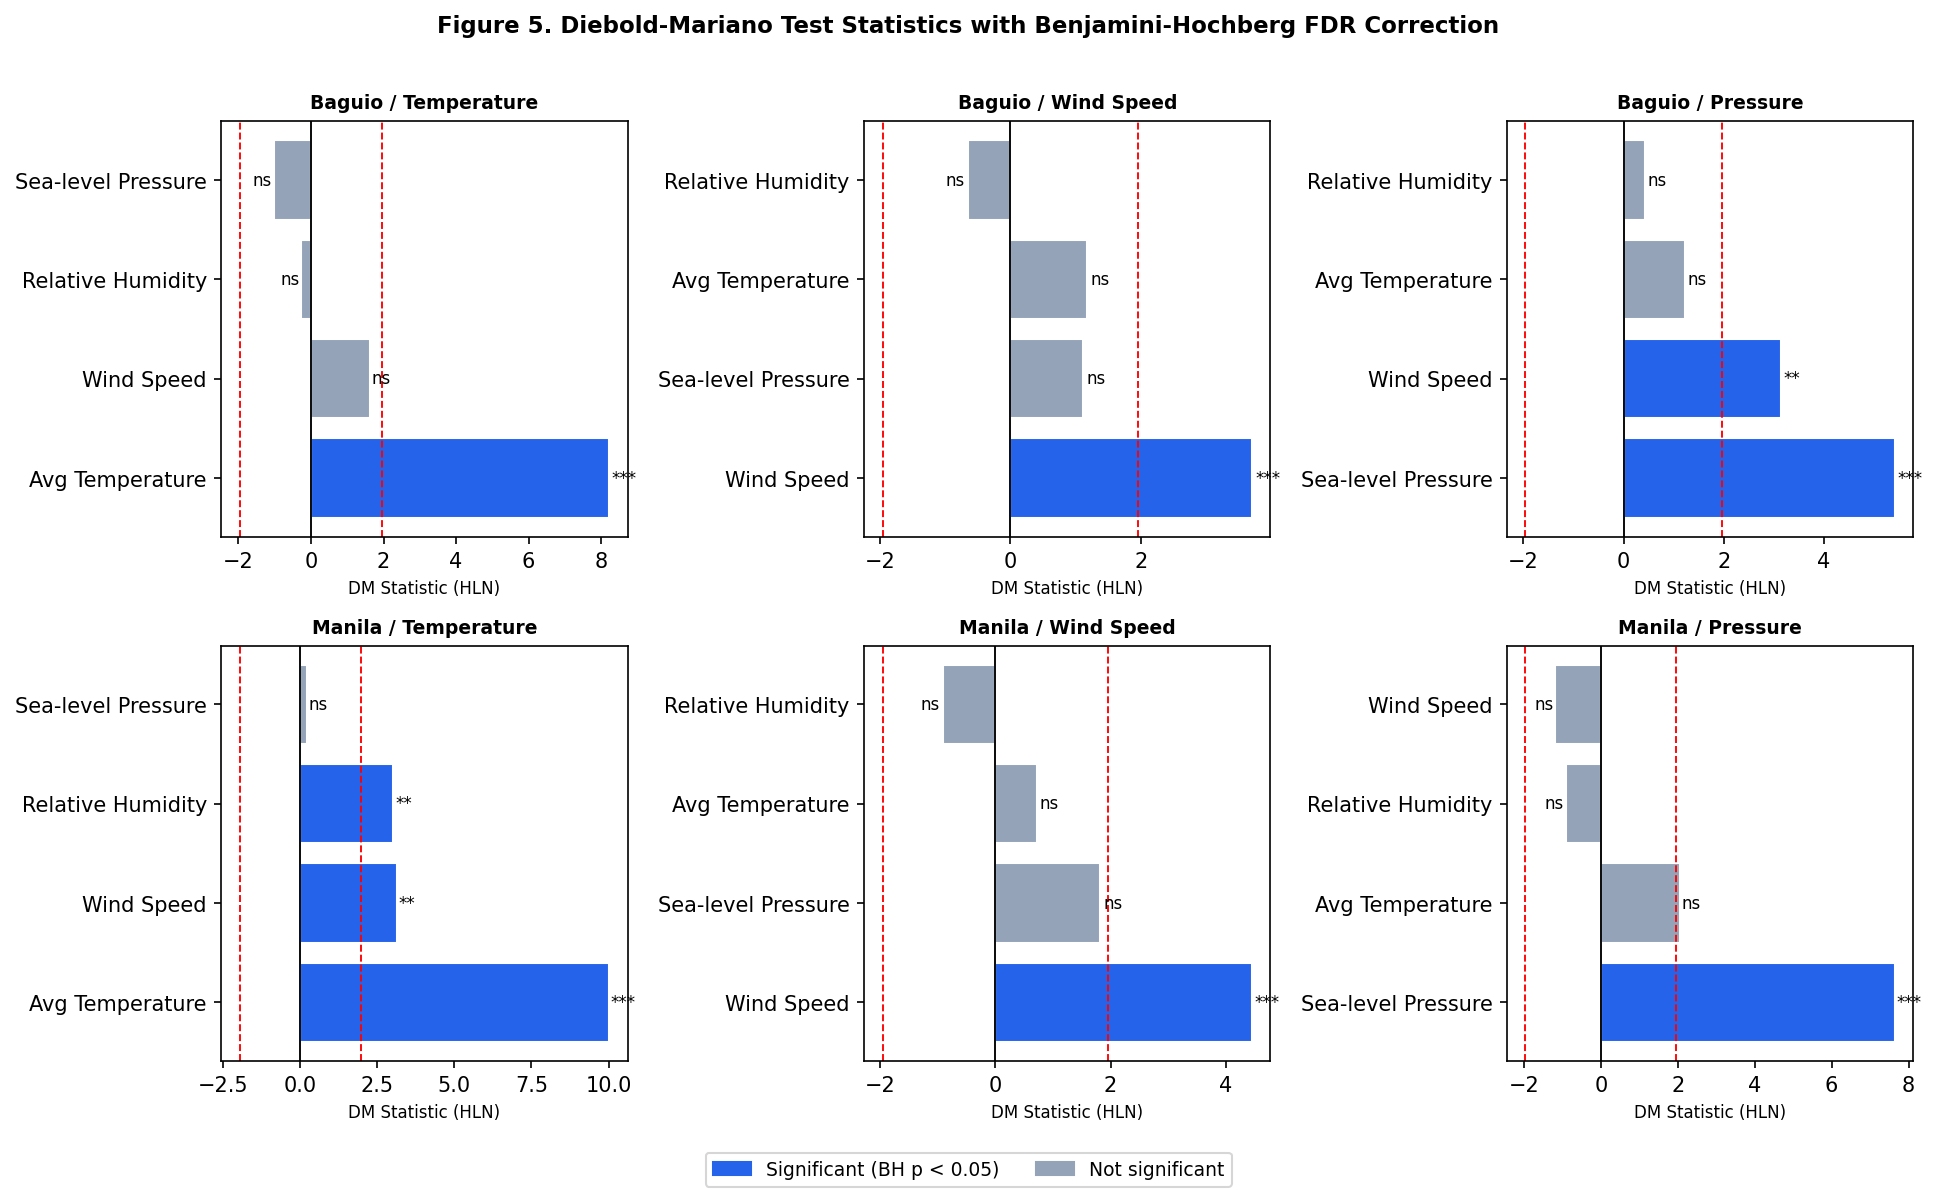 Figure 5. Diebold-Mariano Test Statistics with Benjamini-Hochberg FDR Correction
Baguio / Temperature
Sea-level Pressure
ns
Relative Humidity
ns
Wind Speed
ns
Avg Temperature
***
−2 0 2 4 6 8
DM Statistic (HLN)
Baguio / Wind Speed
Relative Humidity
ns
Avg Temperature
ns
Sea-level Pressure
ns
Wind Speed
***
−2 0 2
DM Statistic (HLN)
Baguio / Pressure
Relative Humidity
ns
Avg Temperature
ns
Wind Speed
**
Sea-level Pressure
***
−2 0 2 4
DM Statistic (HLN)
Manila / Temperature
Sea-level Pressure
ns
Relative Humidity
**
Wind Speed
**
Avg Temperature
***
−2.5 0.0 2.5 5.0 7.5 10.0
DM Statistic (HLN)
Manila / Wind Speed
Relative Humidity
ns
Avg Temperature
ns
Sea-level Pressure
ns
Wind Speed
***
−2 0 2 4
DM Statistic (HLN)
Manila / Pressure
Wind Speed
ns
Relative Humidity
ns
Avg Temperature
ns
Sea-level Pressure
***
−2 0 2 4 6 8
DM Statistic (HLN)
Significant (BH p < 0.05)
Not significant